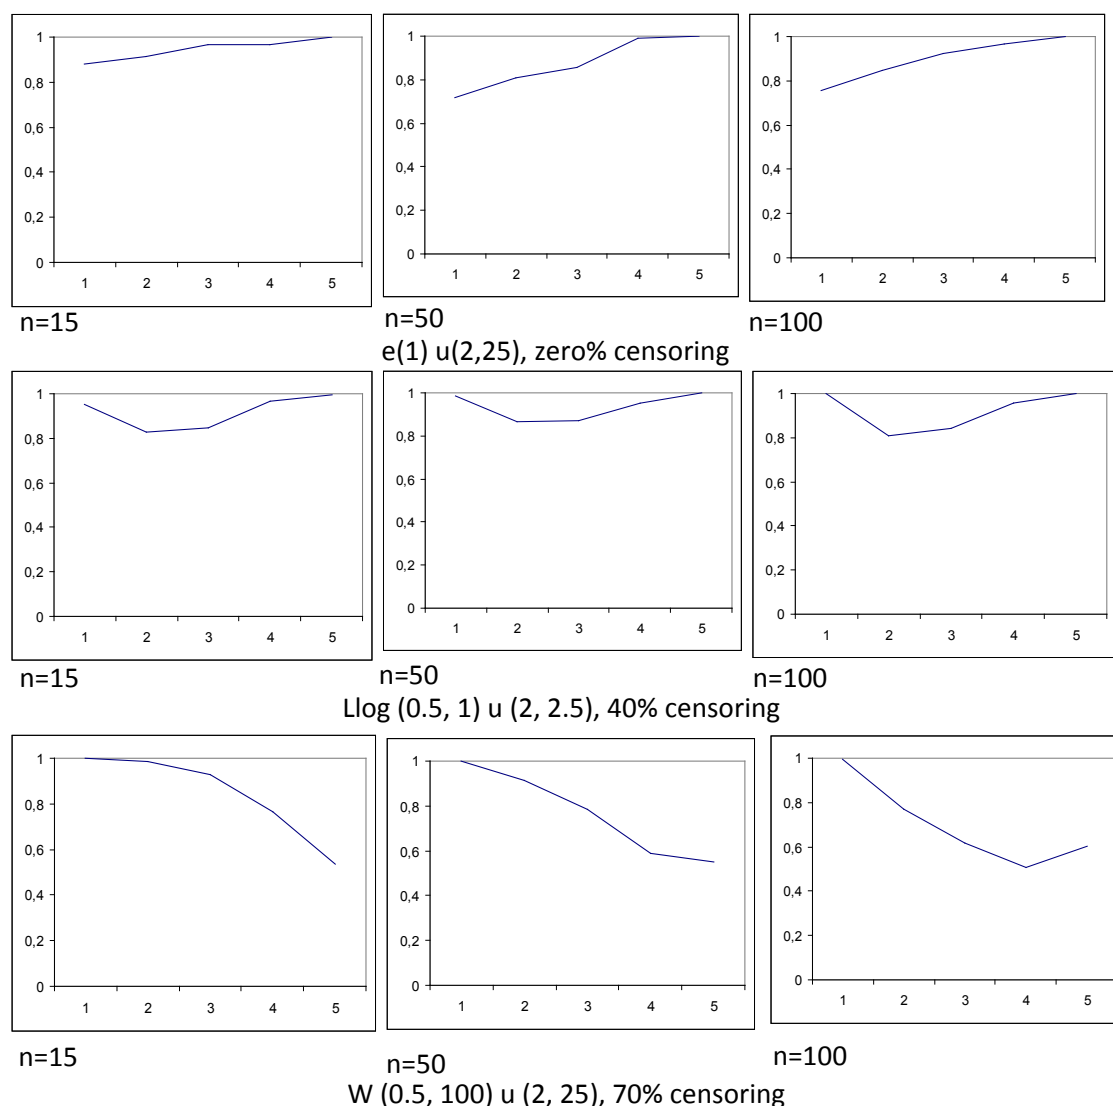 1
0,8
0,6
0,4
0,2
0
1 2 3 4 5
n=15
1
0,8
0,6
0,4
0,2
0
1 2 3 4 5
n=50
1
0,8
0,6
0,4
0,2
0
1 2 3 4 5
n=100
e(1) u(2,25), zero% censoring
1
0,8
0,6
0,4
0,2
0
1 2 3 4 5
n=15
1
0,8
0,6
0,4
0,2
0
1 2 3 4 5
n=50
1
0,8
0,6
0,4
0,2
0
1 2 3 4 5
n=100
Llog (0.5, 1) u (2, 2.5), 40% censoring
1
0,8
0,6
0,4
0,2
0
1 2 3 4 5
n=15
1
0,8
0,6
0,4
0,2
0
1 2 3 4 5
n=50
1
0,8
0,6
0,4
0,2
0
1 2 3 4 5
n=100
W (0.5, 100) u (2, 25), 70% censoring